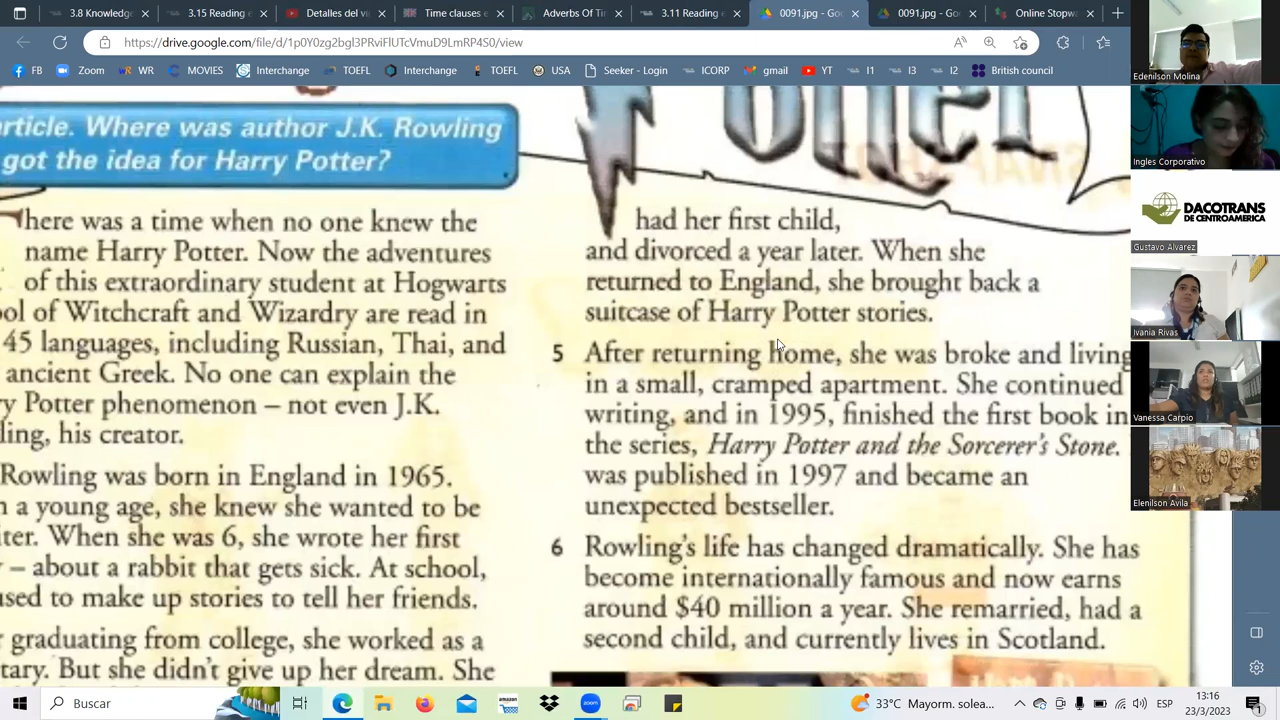 3.8 Knowledge
3.15 Reading e
Detalles del vi
Time clauses e
Adverbs Of Ti
3.11 Reading e
0091.jpg - Goo
0091.jpg - Goo
Online Stopwa
https://drive.google.com/file/d/1p0Y0zg2bgl3PRviFlUTcVmuD9LmRP4S0/view
FB
Zoom
WR
MOVIES
Interchange
TOEFL
Interchange
TOEFL
USA
Seeker - Login
ICORP
gmail
YT
I1
I3
I2
British council
article. Where was author J.K. Rowling
got the idea for Harry Potter?
Potter
There was a time when no one knew the
name Harry Potter. Now the adventures
of this extraordinary student at Hogwarts
ool of Witchcraft and Wizardry are read in
45 languages, including Russian, Thai, and
ancient Greek. No one can explain the
y Potter phenomenon – not even J.K.
ling, his creator.
Rowling was born in England in 1965.
n a young age, she knew she wanted to be
iter. When she was 6, she wrote her first
– about a rabbit that gets sick. At school,
used to make up stories to tell her friends.
r graduating from college, she worked as a
tary. But she didn't give up her dream. She
had her first child,
and divorced a year later. When she
returned to England, she brought back a
suitcase of Harry Potter stories.
5 After returning home, she was broke and living
in a small, cramped apartment. She continued
writing, and in 1995, finished the first book in
the series, Harry Potter and the Sorcerer's Stone.
was published in 1997 and became an
unexpected bestseller.
6 Rowling's life has changed dramatically. She has
become internationally famous and now earns
around $40 million a year. She remarried, had a
second child, and currently lives in Scotland.
Edenilson Molina
Ingles Corporativo
DACOTRANS
DE CENTROAMERICA
Gustavo Alvarez
Ivania Rivas
Vanessa Carpio
Elenilson Avila
Buscar
33°C Mayorm. solea...
ESP
13:16
23/3/2023